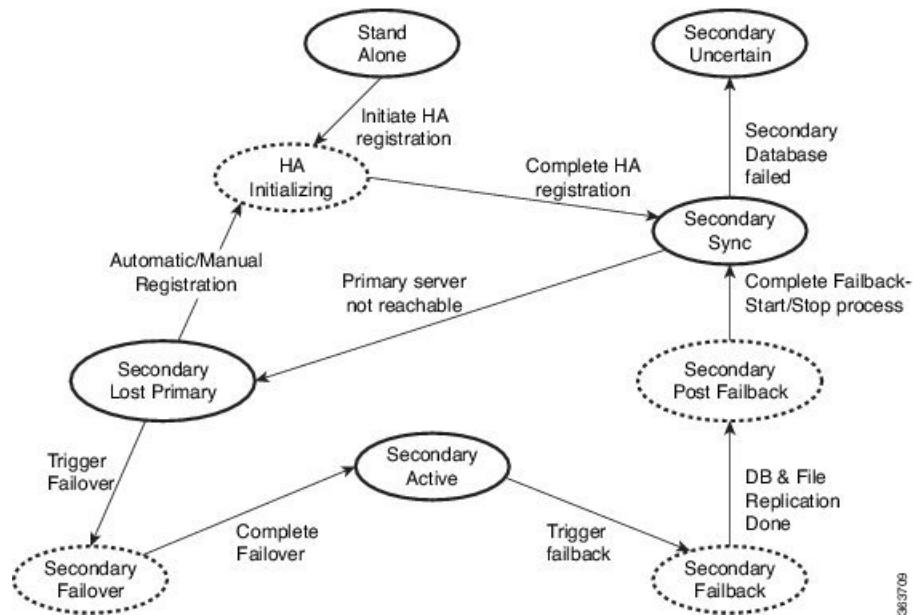 Stand
Alone
Secondary
Uncertain
Initiate HA
registration
Secondary
Database
failed
HA
Initializing
Complete HA
registration
Secondary
Sync
Automatic/Manual
Registration
Primary server
not reachable
Complete Failback-
Start/Stop process
Secondary
Lost Primary
Secondary
Post Failback
Trigger
Failover
Secondary
Active
DB & File
Replication
Done
Complete
Failover
Trigger
failback
Secondary
Failover
Secondary
Failback
363709